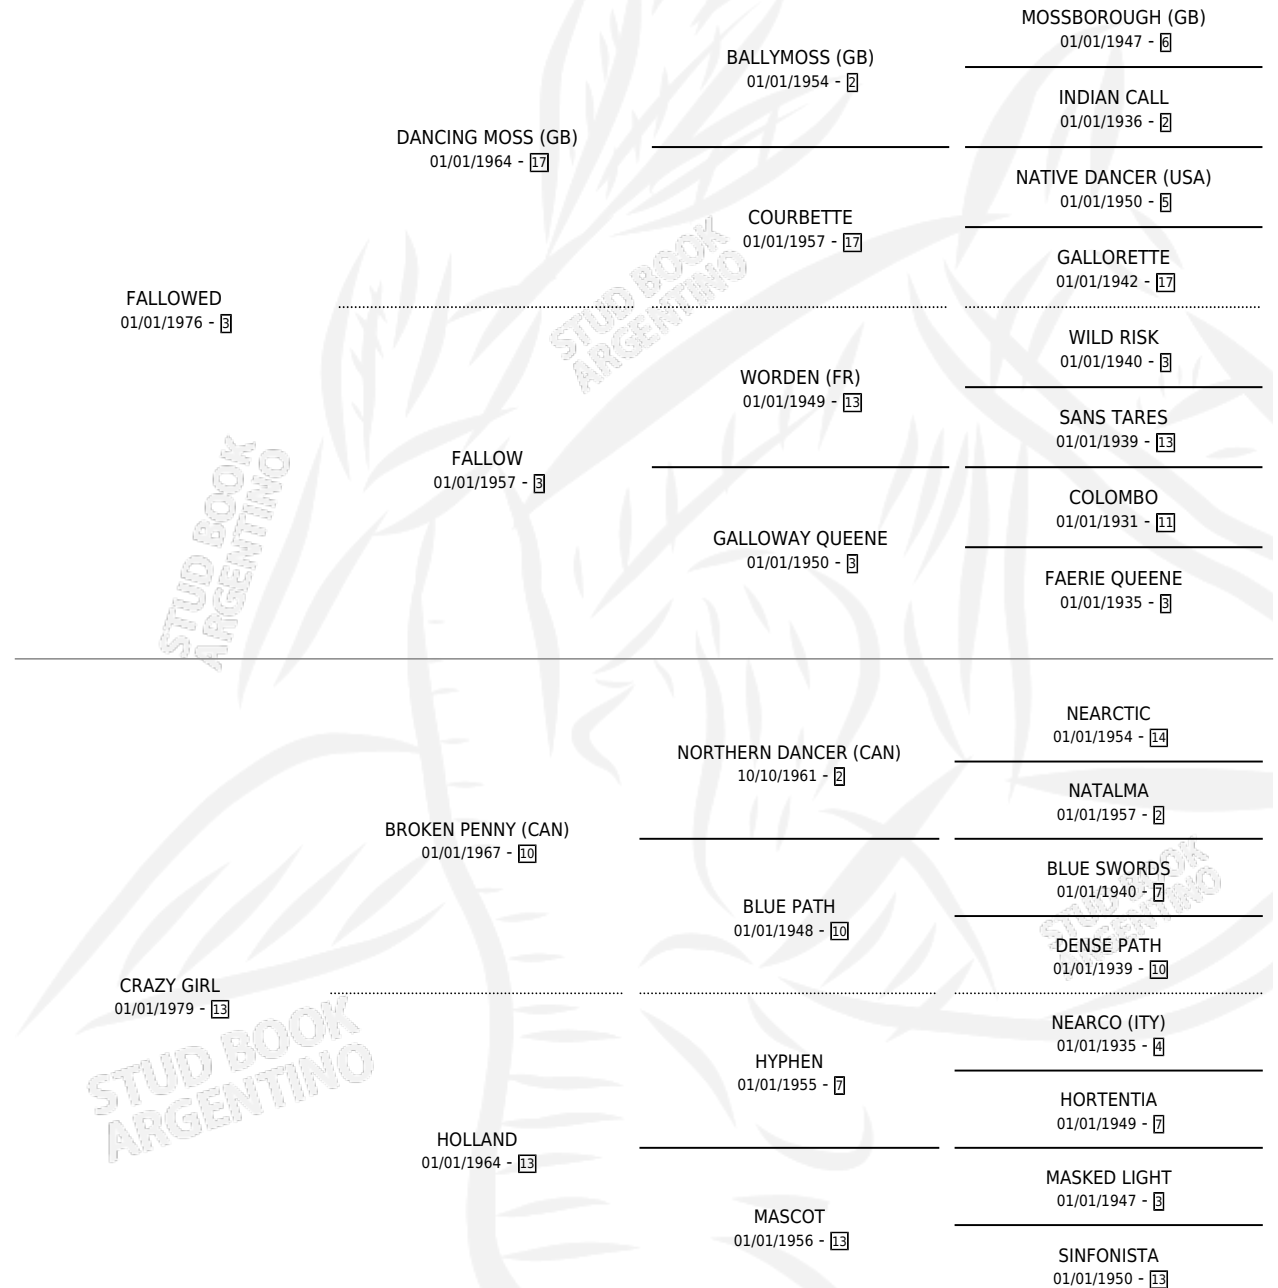 MOSSBOROUGH (GB)
01/01/1947 - 6
BALLYMOSS (GB)
01/01/1954 - 2
INDIAN CALL
01/01/1936 - 2
DANCING MOSS (GB)
01/01/1964 - 17
NATIVE DANCER (USA)
01/01/1950 - 5
COURBETTE
01/01/1957 - 17
GALLORETTE
01/01/1942 - 17
FALLOWED
01/01/1976 - 3
WILD RISK
01/01/1940 - 3
WORDEN (FR)
01/01/1949 - 13
SANS TARES
01/01/1939 - 13
FALLOW
01/01/1957 - 3
COLOMBO
01/01/1931 - 11
GALLOWAY QUEENE
01/01/1950 - 3
FAERIE QUEENE
01/01/1935 - 3
STUD BOOK
ARGENTINO
STUD BOOK
ARGENTINO
NEARCTIC
01/01/1954 - 14
NORTHERN DANCER (CAN)
10/10/1961 - 2
NATALMA
01/01/1957 - 2
BROKEN PENNY (CAN)
01/01/1967 - 10
BLUE SWORDS
01/01/1940 - 7
BLUE PATH
01/01/1948 - 10
DENSE PATH
01/01/1939 - 10
CRAZY GIRL
01/01/1979 - 13
NEARCO (ITY)
01/01/1935 - 4
HYPHEN
01/01/1955 - 7
HORTENTIA
01/01/1949 - 7
HOLLAND
01/01/1964 - 13
MASKED LIGHT
01/01/1947 - 3
MASCOT
01/01/1956 - 13
SINFONISTA
01/01/1950 - 13
STUD BOOK
ARGENTINO
STUD BOOK
ARGENTINO